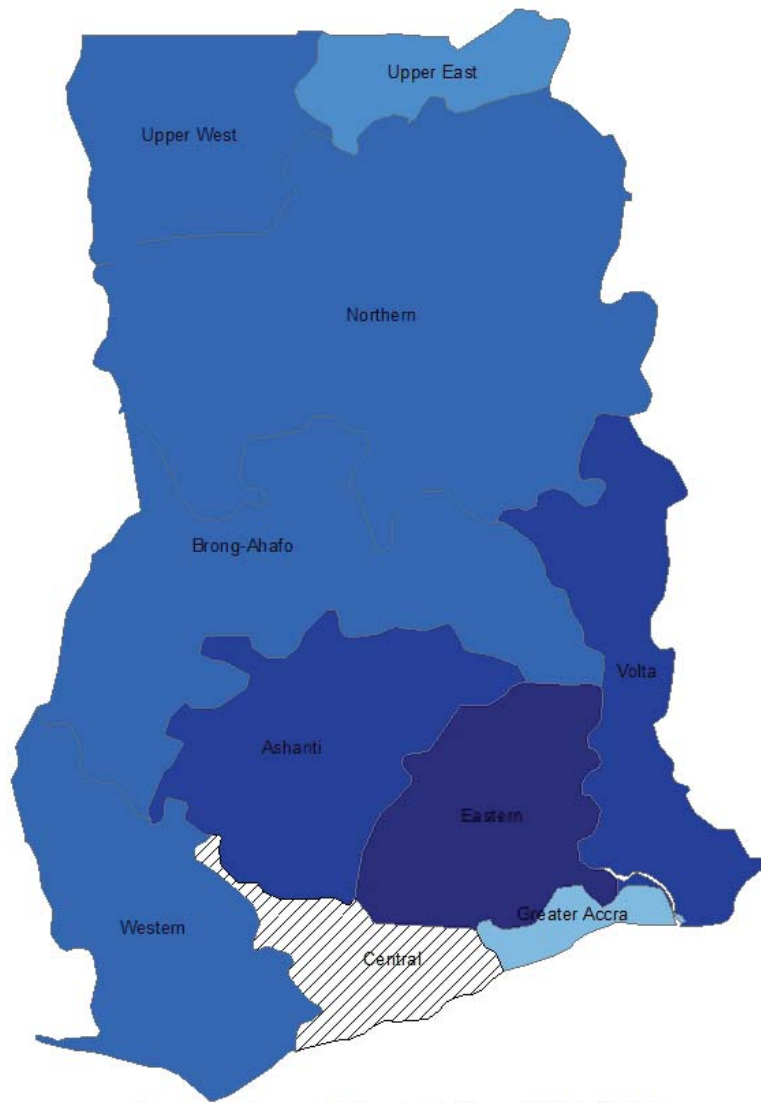 Upper East
Upper West
Northern
Brong-Ahafo
Volta
Ashanti
Eastern
Greater Accra
Western
Central